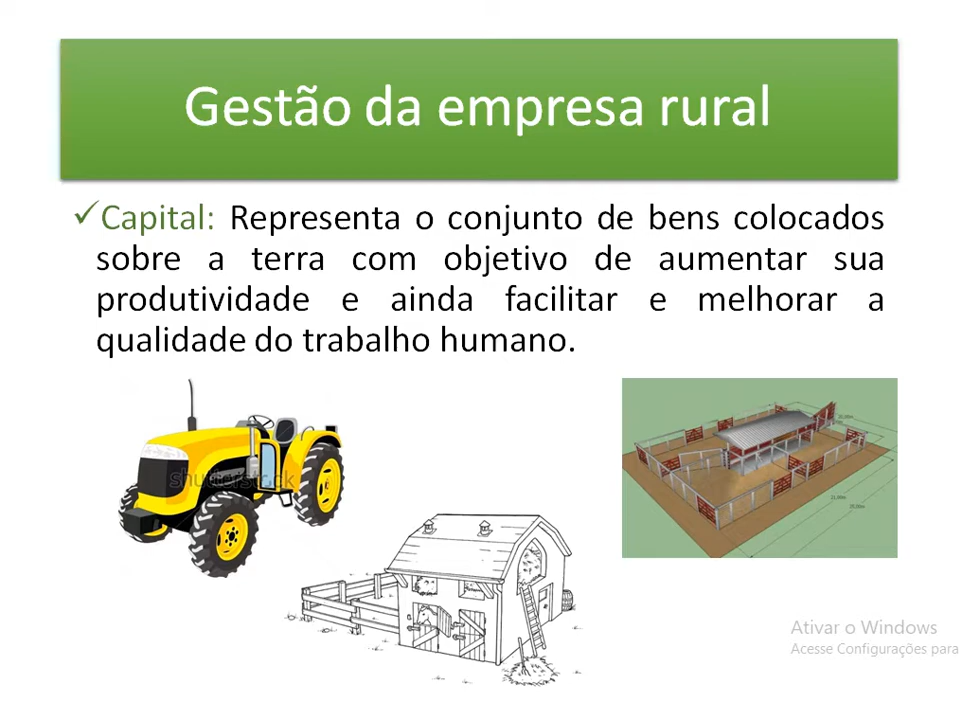 Gestão da empresa rural
✓Capital: Representa o conjunto de bens colocados
sobre a terra com objetivo de aumentar sua
produtividade e ainda facilitar e melhorar a
qualidade do trabalho humano.
shutterstock
Ativar o Windows
Acesse Configurações para